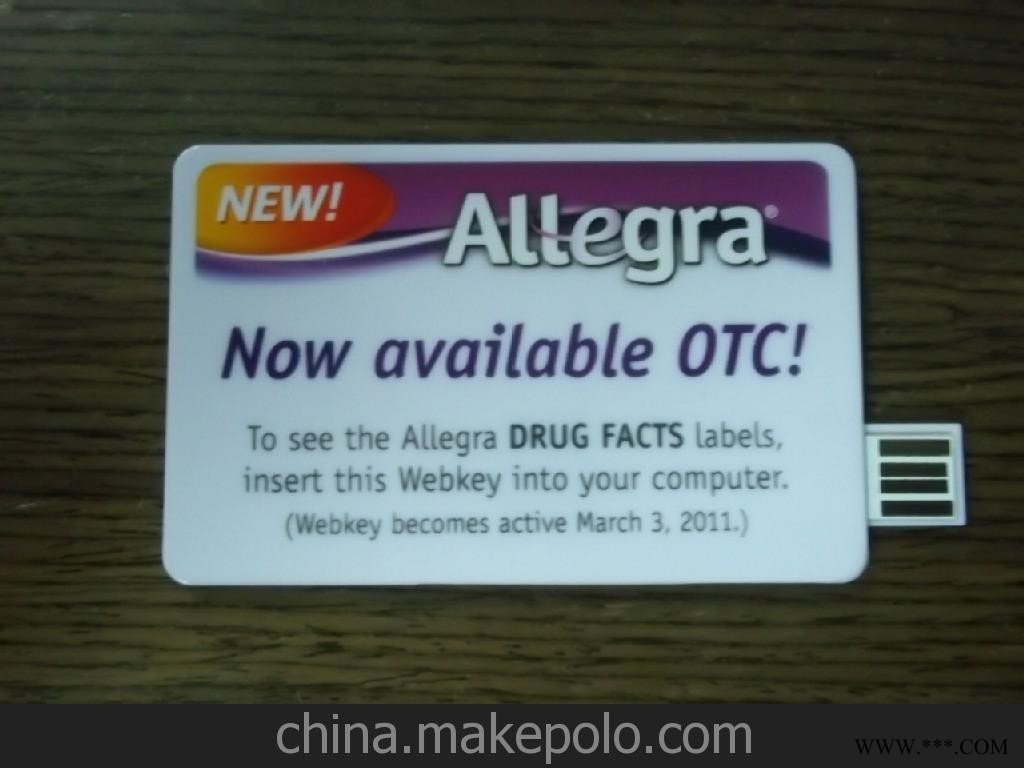 NEW!
Allegra®
Now available OTC!
To see the Allegra DRUG FACTS labels,
insert this Webkey into your computer.
(Webkey becomes active March 3, 2011.)
china.makepolo.com
WWW.***.COM